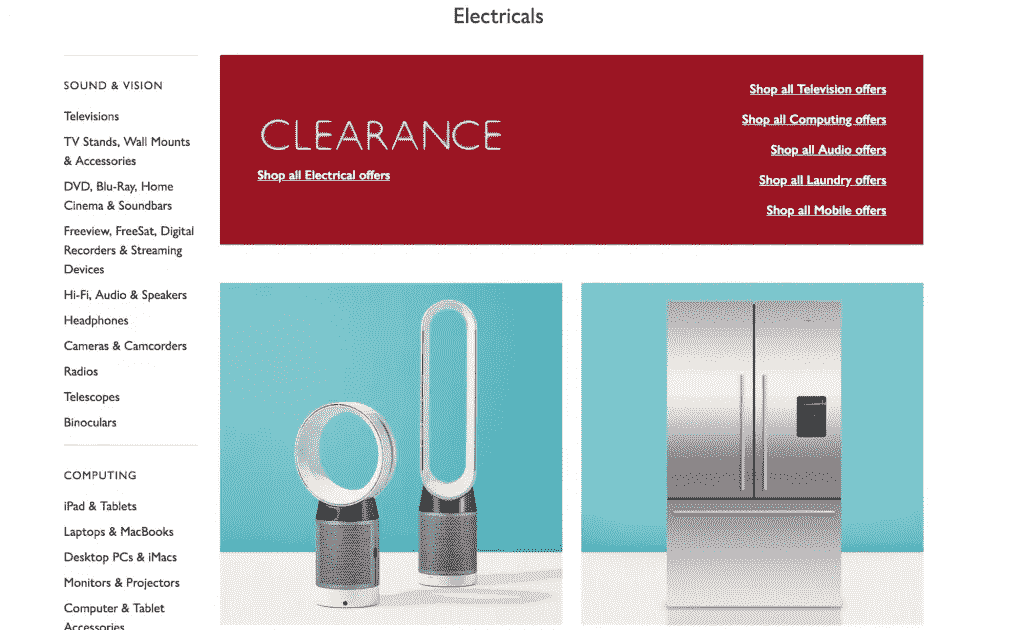 Electricals
SOUND & VISION
Televisions
TV Stands, Wall Mounts
& Accessories
DVD, Blu-Ray, Home
Cinema & Soundbars
Freeview, FreeSat, Digital
Recorders & Streaming
Devices
Hi-Fi, Audio & Speakers
Headphones
Cameras & Camcorders
Radios
Telescopes
Binoculars
COMPUTING
iPad & Tablets
Laptops & MacBooks
Desktop PCs & iMacs
Monitors & Projectors
Computer & Tablet
Accessories
CLEARANCE
Shop all Electrical offers
Shop all Television offers
Shop all Computing offers
Shop all Audio offers
Shop all Laundry offers
Shop all Mobile offers